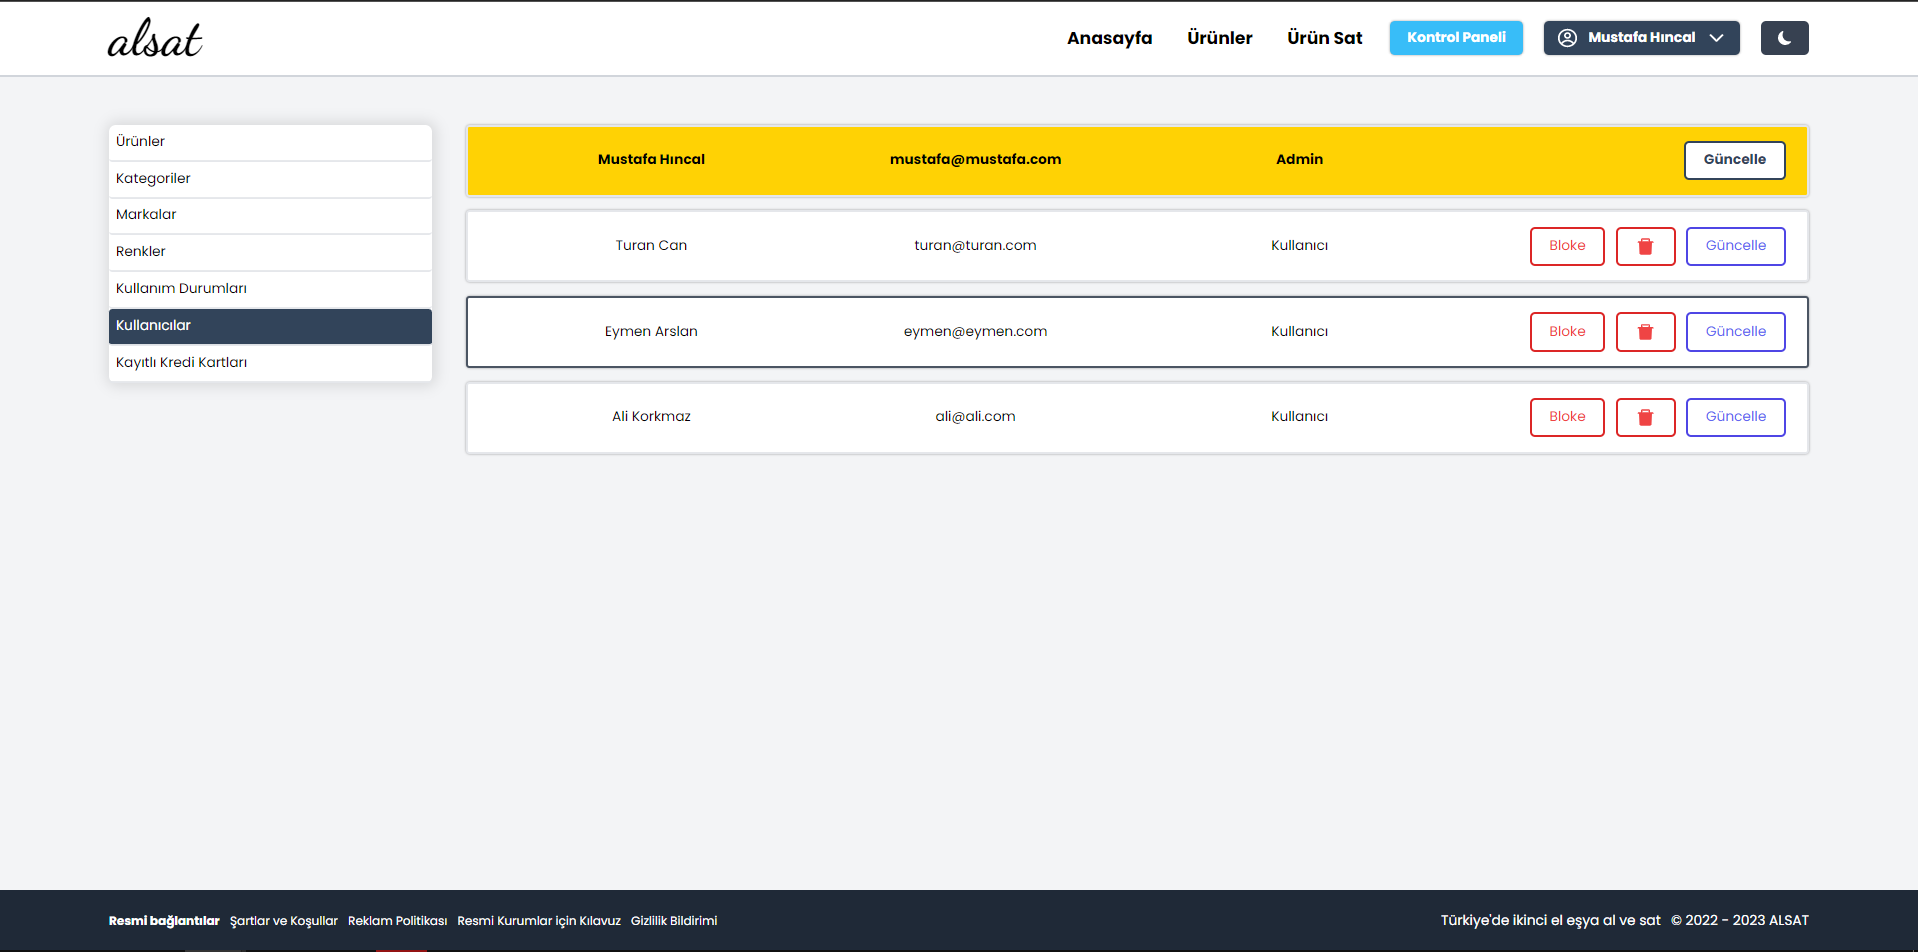 alsat
Anasayfa Ürünler Ürün Sat Kontrol Paneli Mustafa Hıncal
Ürünler
Kategoriler
Markalar
Renkler
Kullanım Durumları
Kullanıcılar
Kayıtlı Kredi Kartları
Mustafa Hıncal mustafa@mustafa.com Admin Güncelle
Turan Can turan@turan.com Kullanıcı Bloke Güncelle
Eymen Arslan eymen@eymen.com Kullanıcı Bloke Güncelle
Ali Korkmaz ali@ali.com Kullanıcı Bloke Güncelle
Resmi bağlantılar Şartlar ve Koşullar Reklam Politikası Resmi Kurumlar için Kılavuz Gizlilik Bildirimi
Türkiye'de ikinci el eşya al ve sat © 2022 - 2023 ALSAT